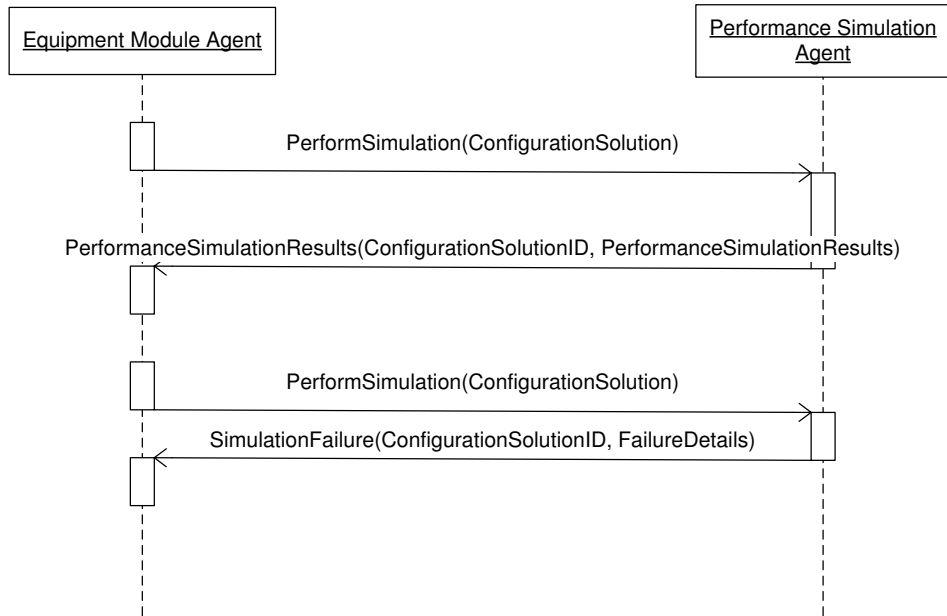 Equipment Module Agent
Performance Simulation
Agent
PerformSimulation(ConfigurationSolution)
PerformanceSimulationResults(ConfigurationSolutionID, PerformanceSimulationResults)
PerformSimulation(ConfigurationSolution)
SimulationFailure(ConfigurationSolutionID, FailureDetails)